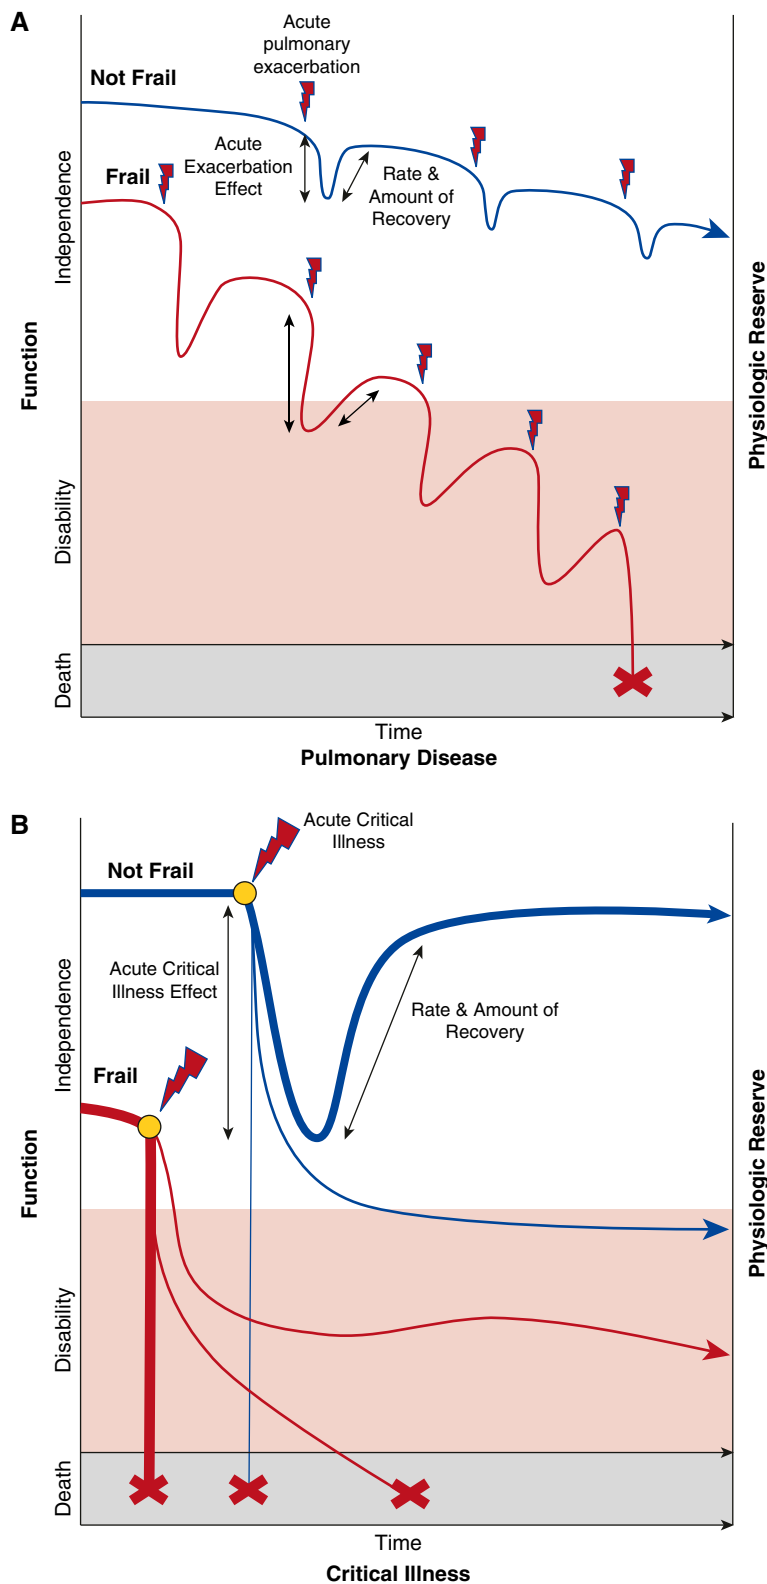 A
Acute
pulmonary
exacerbation
Not Frail
Acute
Exacerbation
Effect
Frail
Rate &
Amount of
Recovery
Independence
Function
Physiologic Reserve
Disability
Death
Time
Pulmonary Disease
B
Acute Critical
Illness
Not Frail
Acute Critical
Illness Effect
Independence
Rate & Amount of
Recovery
Frail
Function
Physiologic Reserve
Disability
Death
Time
Critical Illness